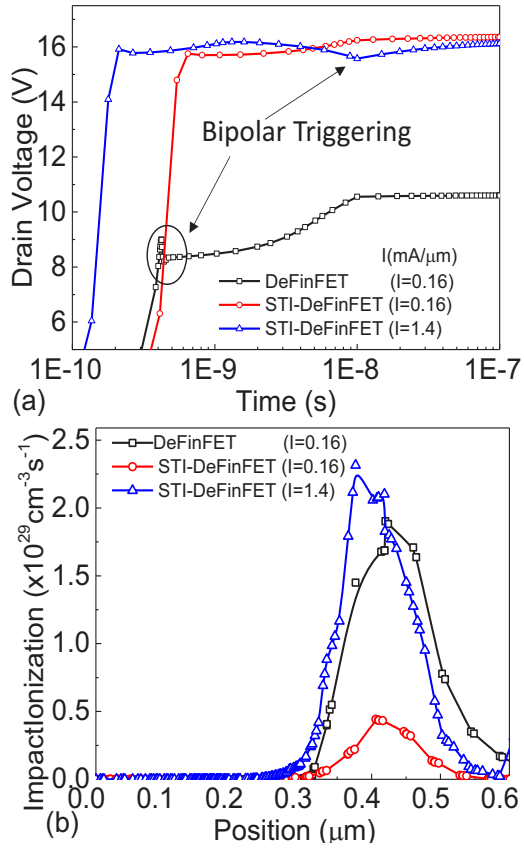 16
14
12
10
8
6
Drain Voltage (V)
Bipolar Triggering
I(mA/μm)
DeFinFET (I=0.16)
STI-DeFinFET (I=0.16)
STI-DeFinFET (I=1.4)
1E-10 1E-9 1E-8 1E-7
(a) Time (s)
DeFinFET (I=0.16)
STI-DeFinFET (I=0.16)
STI-DeFinFET (I=1.4)
2.5
2.0
1.5
1.0
0.5
0.0
ImpactIonization (x10²⁹cm⁻³s⁻¹)
0.0 0.1 0.2 0.3 0.4 0.5 0.6
(b) Position (μm)